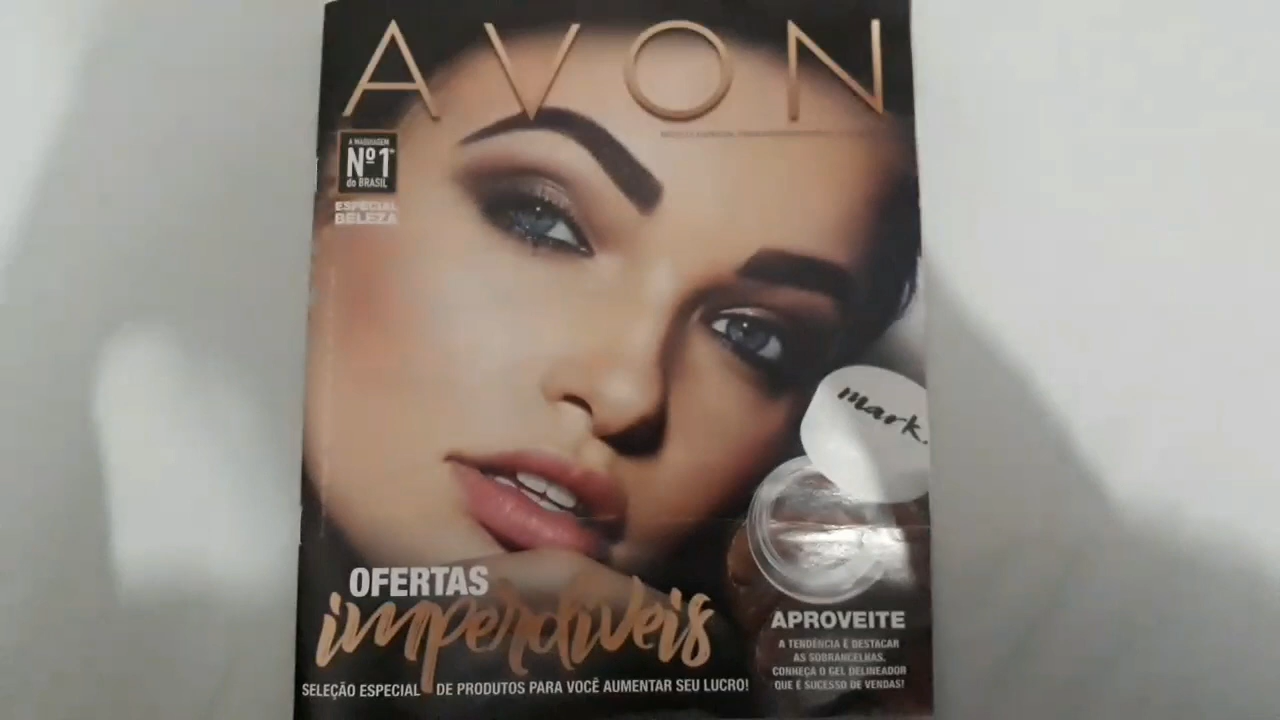 AVON
A MAQUIAGEM
Nº1*
do BRASIL
ESPECIAL
BELEZA
mark.
OFERTAS
imperdíveis
SELEÇÃO ESPECIAL DE PRODUTOS PARA VOCÊ AUMENTAR SEU LUCRO!
APROVEITE
A TENDÊNCIA É DESTACAR
AS SOBRANCELHAS.
CONHEÇA O GEL DELINEADOR
QUE É SUCESSO DE VENDAS!